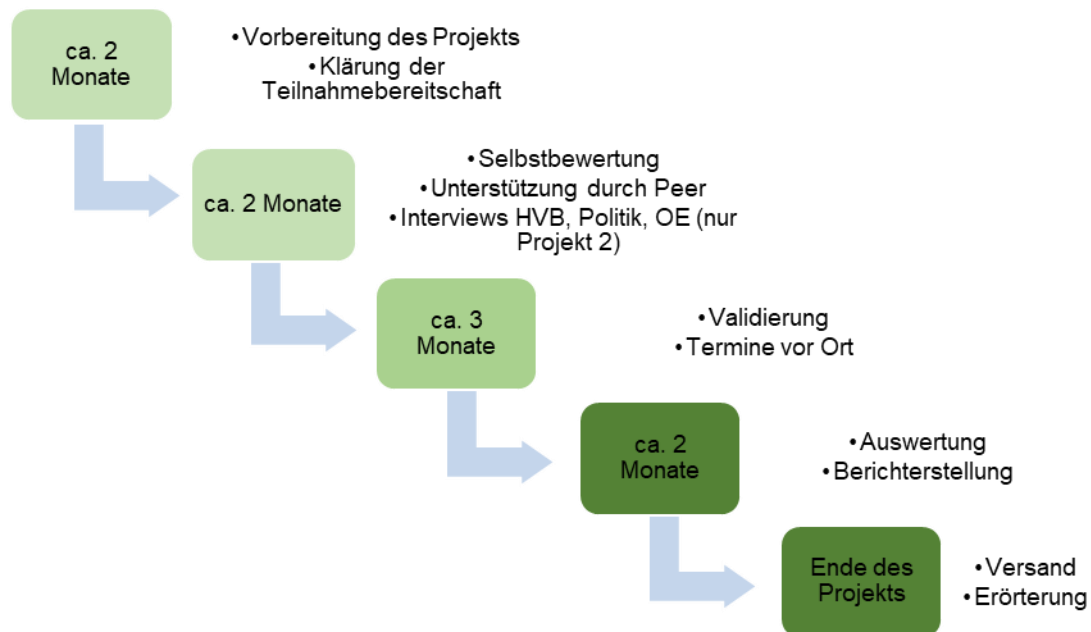 ca. 2
Monate
•Vorbereitung des Projekts
•Klärung der
Teilnahmebereitschaft
ca. 2 Monate
•Selbstbewertung
•Unterstützung durch Peer
•Interviews HVB, Politik, OE (nur
Projekt 2)
ca. 3
Monate
•Validierung
•Termine vor Ort
ca. 2
Monate
•Auswertung
•Berichterstellung
Ende des
Projekts
•Versand
•Erörterung